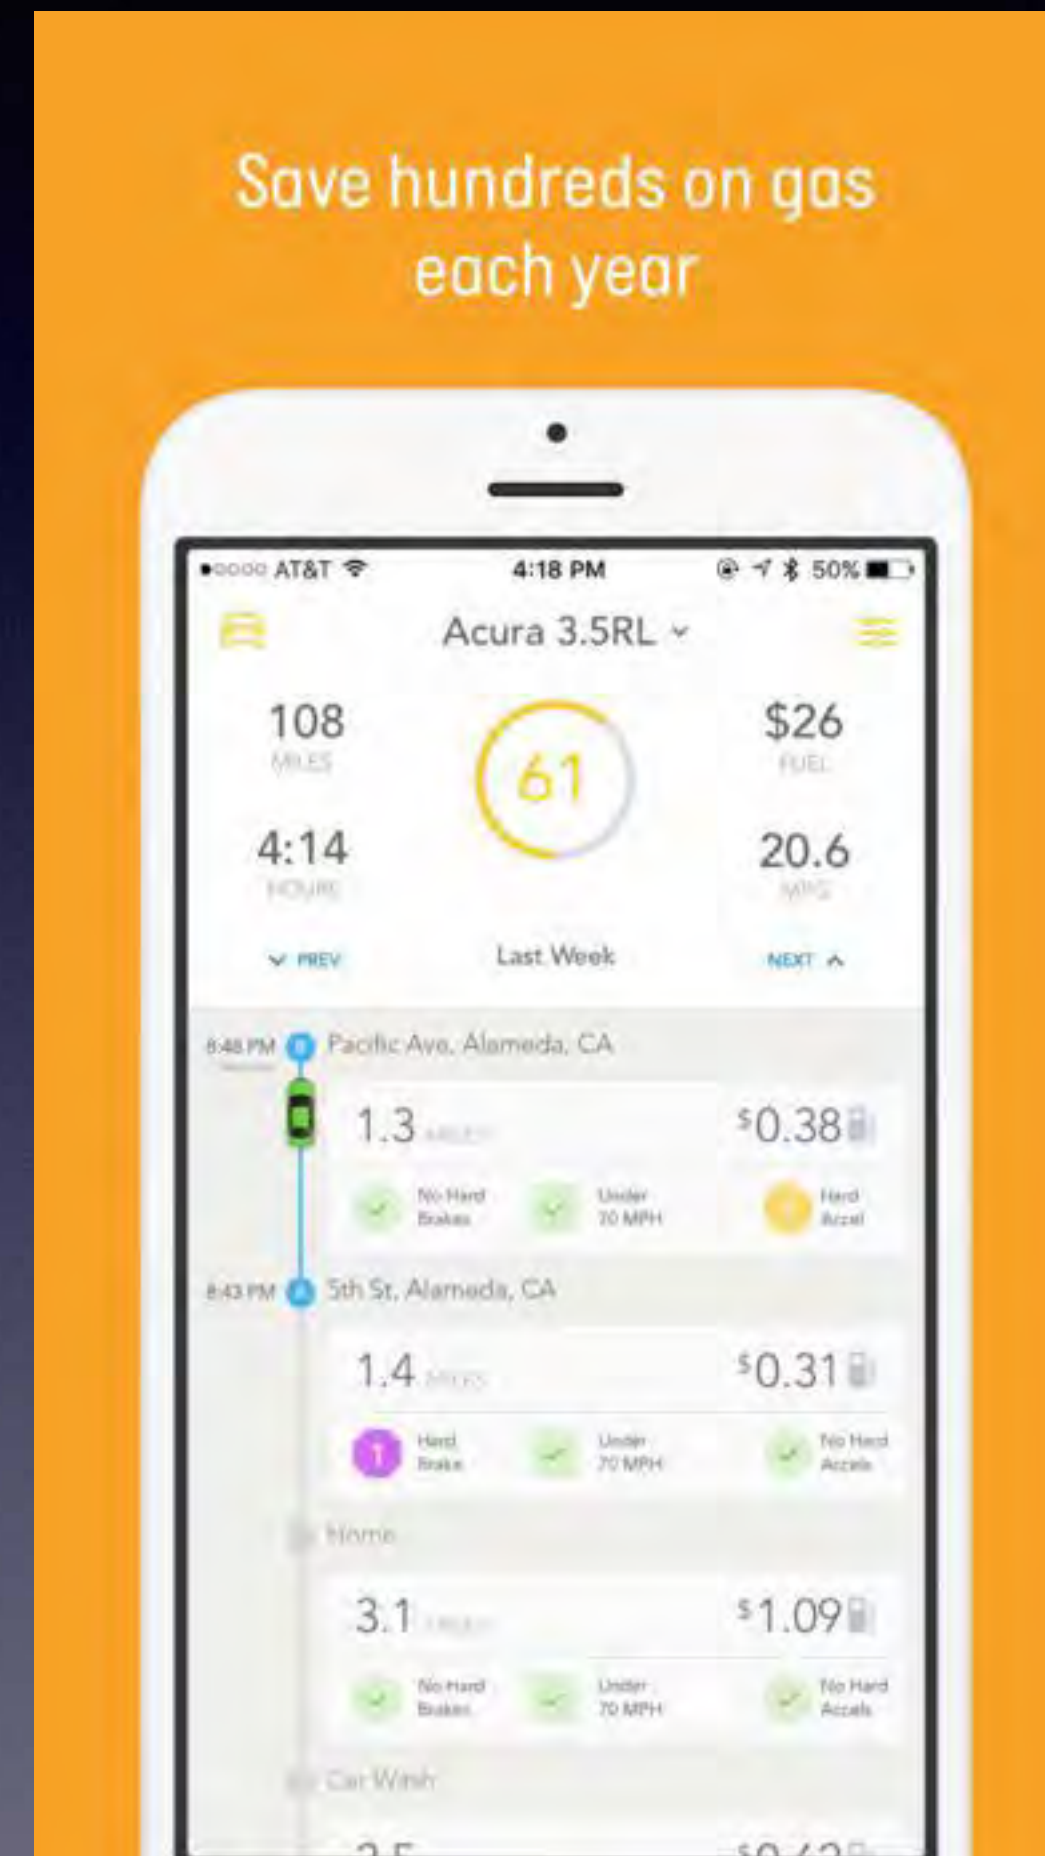 Save hundreds on gas
each year
AT&T 4:18 PM 50%
Acura 3.5RL
108 61 $26
MILES FUEL
4:14 20.6
HOURS MPG
PREV Last Week NEXT
8:48 PM B Pacific Ave, Alameda, CA
1.3 MILES $0.38
No Hard Under Hard
Brakes 70 MPH Accel
8:43 PM A 5th St, Alameda, CA
1.4 MILES $0.31
1 Hard Under No Hard
Brake 70 MPH Accels
Home
3.1 MILES $1.09
No Hard Under No Hard
Brakes 70 MPH Accels
Car Wash